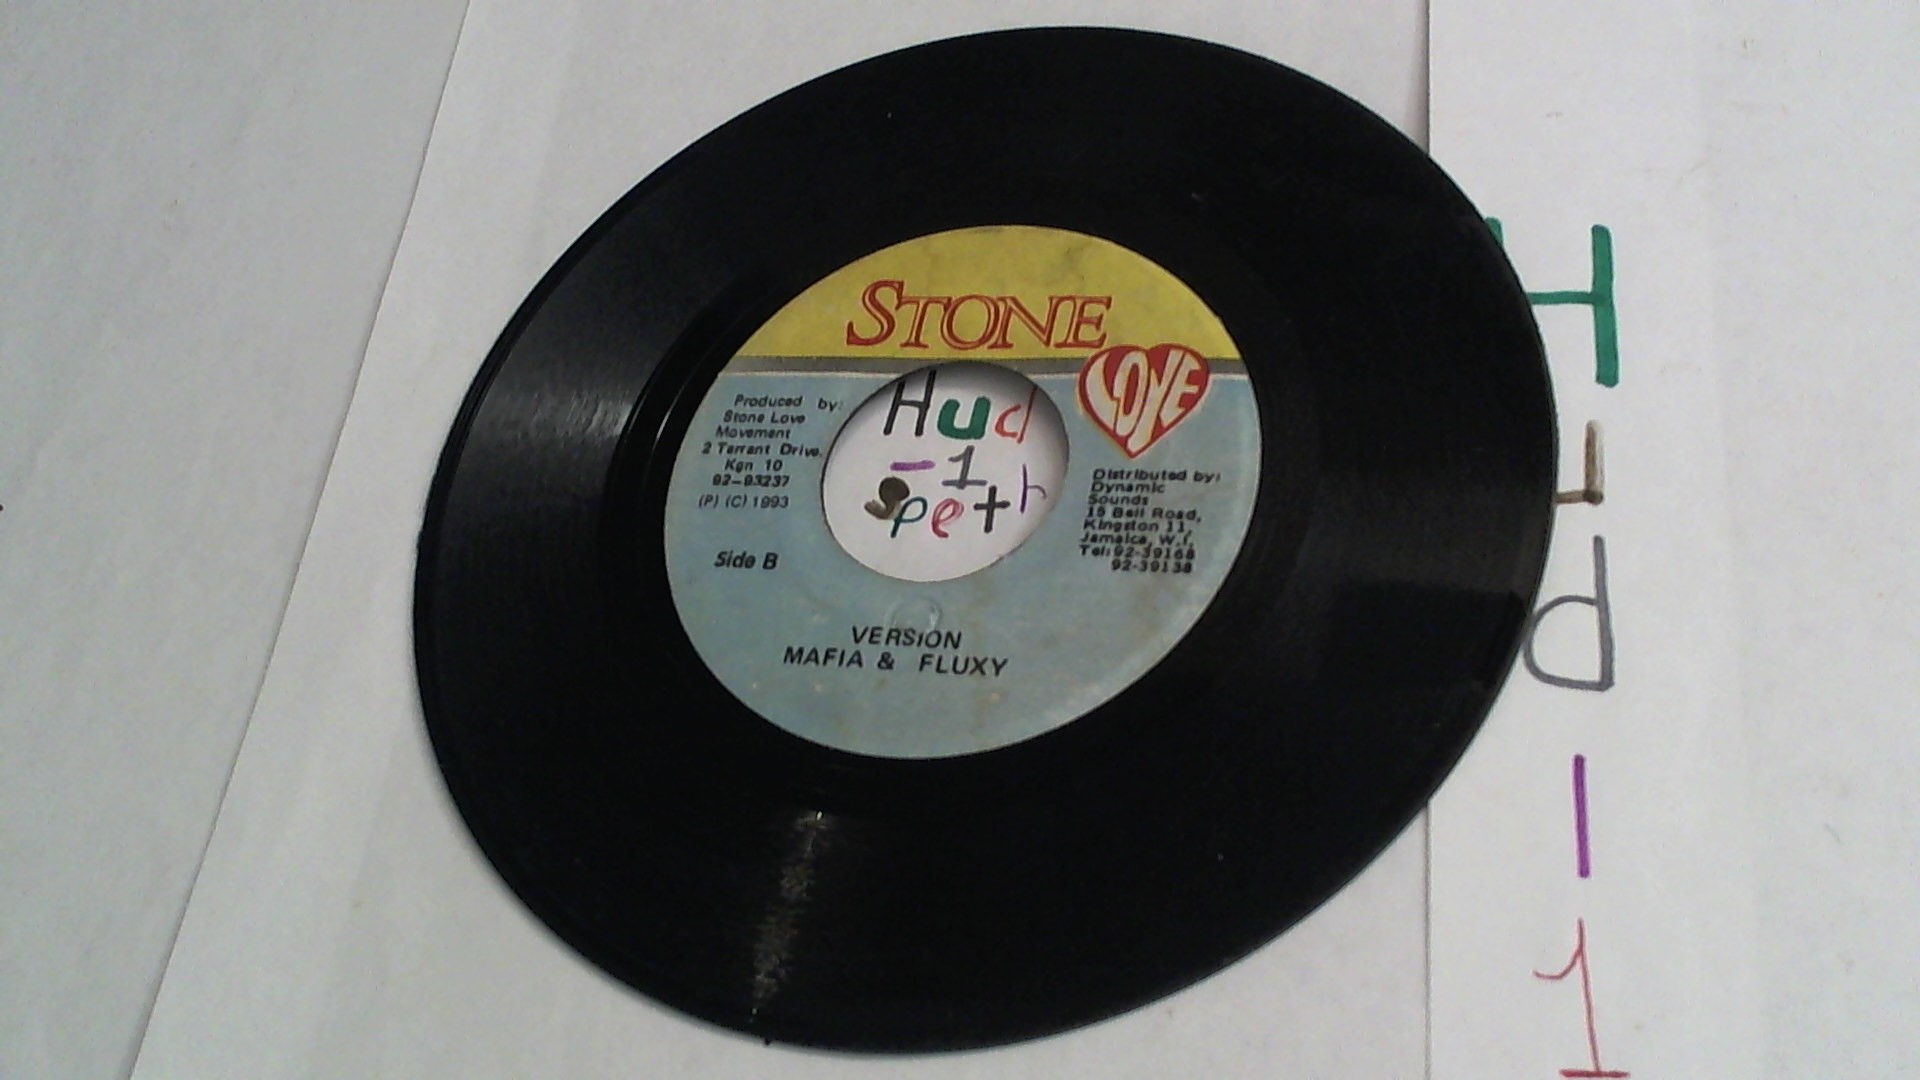 STONE
LOVE
Produced by:
Stone Love
Movement
2 Tarrant Drive.
Kgn 10
92-93237
(P) (C) 1993
Side B
Hud
-1
Speth
Distributed by:
Dynamic
Sounds
15 Bell Road,
Kingston 11,
Jamaica, W.I.
Tel: 92-39168
92-39138
VERSION
MAFIA & FLUXY
d
-
1